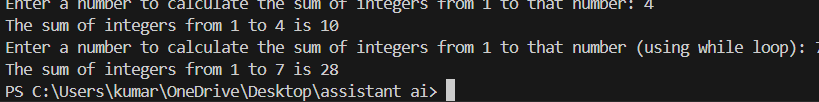 Enter a number to calculate the sum of integers from 1 to that number: 4
The sum of integers from 1 to 4 is 10
Enter a number to calculate the sum of integers from 1 to that number (using while loop): 7
The sum of integers from 1 to 7 is 28
PS C:\Users\kumar\OneDrive\Desktop\assistant ai>